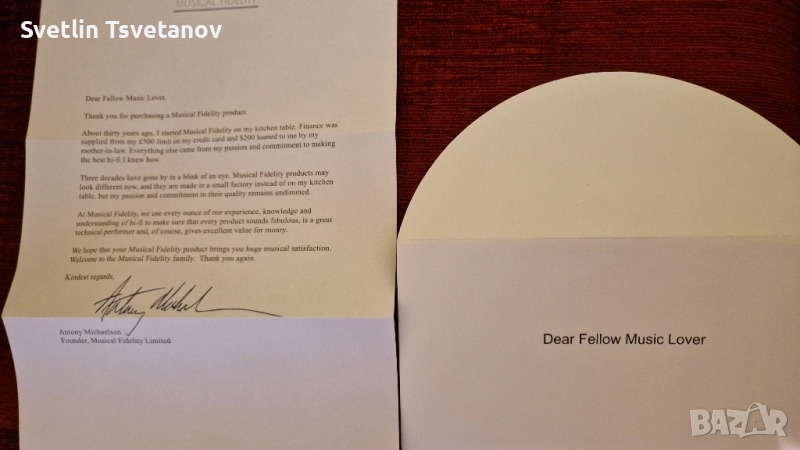 Svetlin Tsvetanov
MUSICAL FIDELITY
Dear Fellow Music Lover,
Thank you for purchasing a Musical Fidelity product.
About thirty years ago, I started Musical Fidelity on my kitchen table. Finance was
supplied from my £500 limit on my credit card and $200 loaned to me by my
mother-in-law. Everything else came from my passion and commitment to making
the best hi-fi I knew how.
Three decades have gone by in a blink of an eye. Musical Fidelity products may
look different now, and they are made in a small factory instead of on my kitchen
table, but my passion and commitment to their quality remains undimmed.
At Musical Fidelity, we use every ounce of our experience, knowledge and
understanding of hi-fi to make sure that every product sounds fabulous, is a great
technical performer and, of course, gives excellent value for money.
We hope that your Musical Fidelity product brings you huge musical satisfaction.
Welcome to the Musical Fidelity family. Thank you again.
Kindest regards,
Antony Michaelson
Founder, Musical Fidelity Limited
Dear Fellow Music Lover
BAZAR